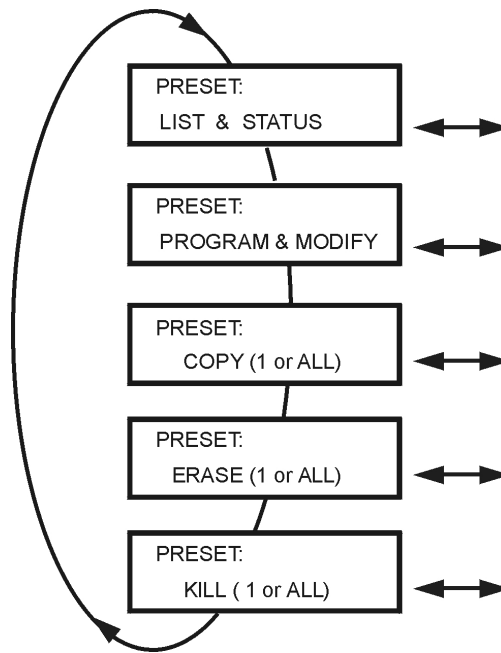 PRESET:
LIST & STATUS
PRESET:
PROGRAM & MODIFY
PRESET:
COPY (1 or ALL)
PRESET:
ERASE (1 or ALL)
PRESET:
KILL ( 1 or ALL)